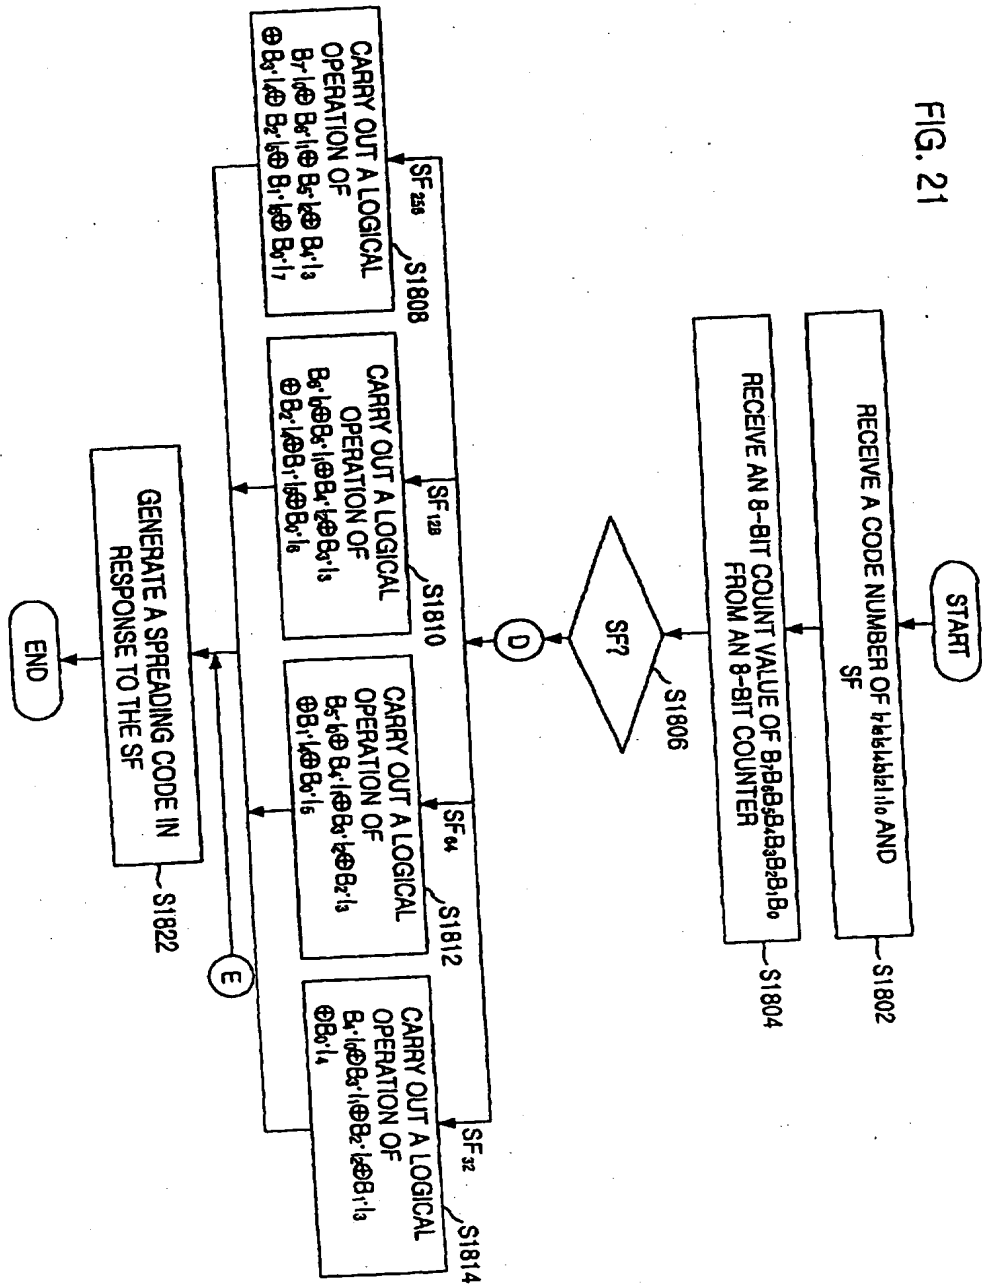 FIG. 21
START
RECEIVE A CODE NUMBER OF I₇I₆I₅I₄I₃I₂I₁I₀ AND
SF
S1802
RECEIVE AN 8-BIT COUNT VALUE OF B₇B₆B₅B₄B₃B₂B₁B₀
FROM AN 8-BIT COUNTER
S1804
SF?
S1806
D
SF₂₅₆
S1808
CARRY OUT A LOGICAL
OPERATION OF
B₇·I₀⊕B₆·I₁⊕B₅·I₂⊕B₄·I₃
⊕B₃·I₄⊕B₂·I₅⊕B₁·I₆⊕B₀·I₇
SF₁₂₈
S1810
CARRY OUT A LOGICAL
OPERATION OF
B₆·I₀⊕B₅·I₁⊕B₄·I₂⊕B₃·I₃
⊕B₂·I₄⊕B₁·I₅⊕B₀·I₆
SF₆₄
S1812
CARRY OUT A LOGICAL
OPERATION OF
B₅·I₀⊕B₄·I₁⊕B₃·I₂⊕B₂·I₃
⊕B₁·I₄⊕B₀·I₅
SF₃₂
S1814
CARRY OUT A LOGICAL
OPERATION OF
B₄·I₀⊕B₃·I₁⊕B₂·I₂⊕B₁·I₃
⊕B₀·I₄
E
GENERATE A SPREADING CODE IN
RESPONSE TO THE SF
S1822
END